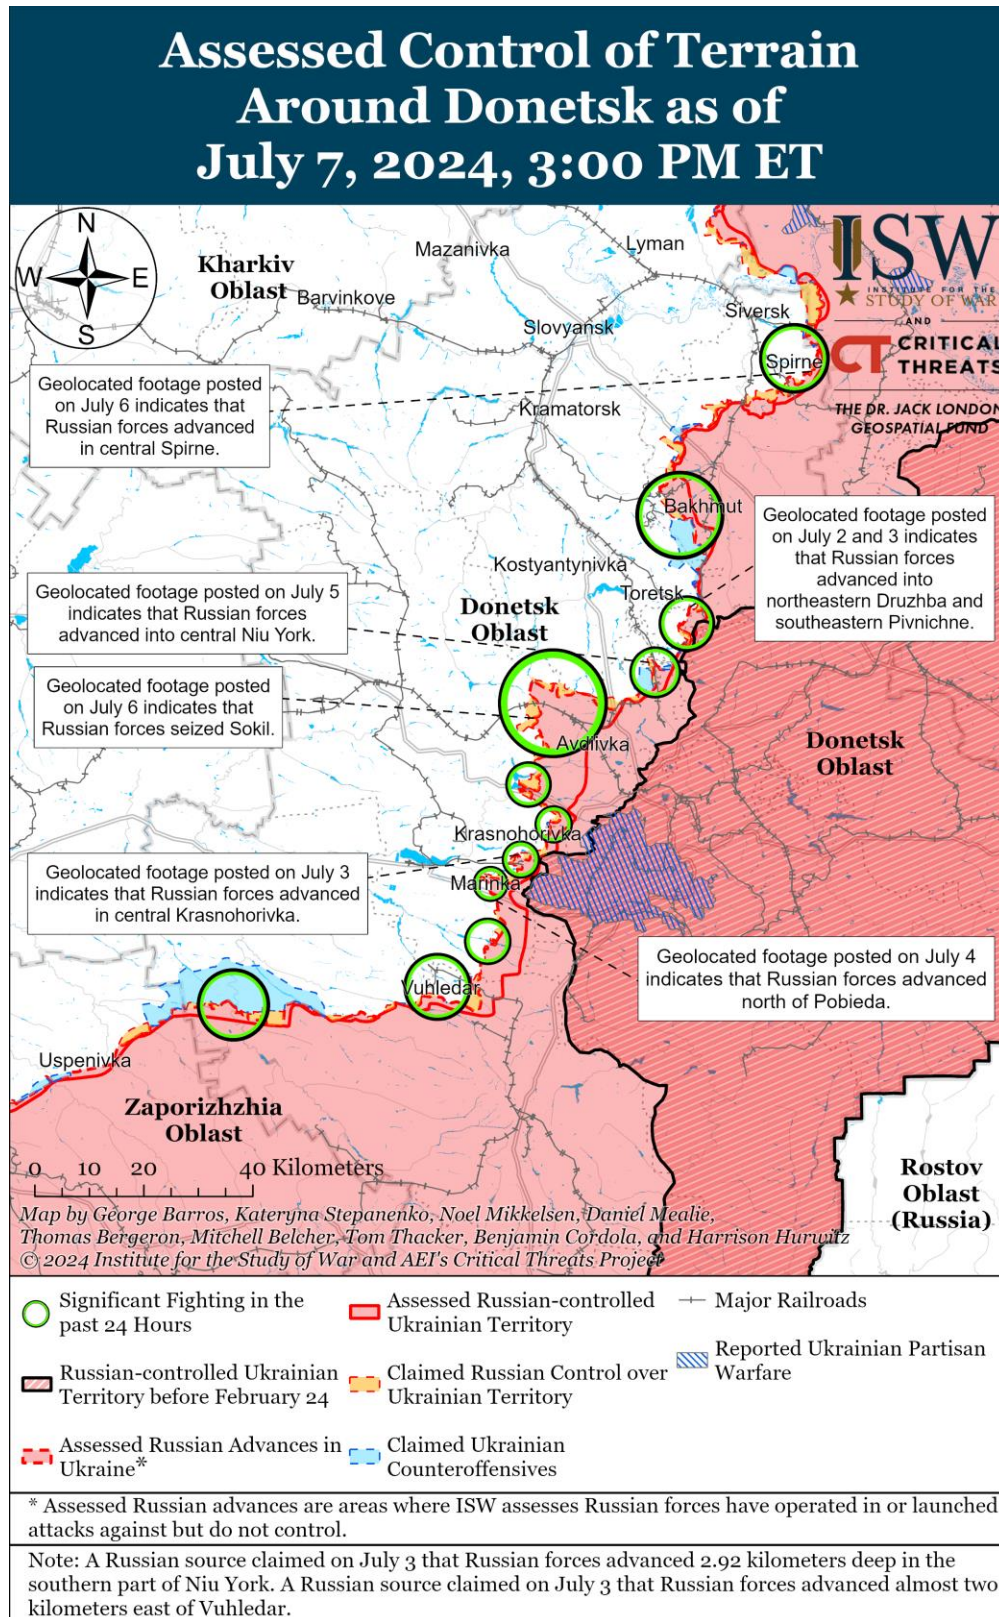 Assessed Control of Terrain
Around Donetsk as of
July 7, 2024, 3:00 PM ET
N
W
E
S
Kharkiv
Oblast
Mazanivka
Lyman
Barvinkove
Slovyansk
Siversk
Spirne
Kramatorsk
ISW
INSTITUTE FOR THE
STUDY OF WAR
AND
CT
CRITICAL
THREATS
THE DR. JACK LONDON
GEOSPATIAL FUND
Geolocated footage posted
on July 6 indicates that
Russian forces advanced
in central Spirne.
Bakhmut
Geolocated footage posted
on July 2 and 3 indicates
that Russian forces
advanced into
northeastern Druzhba and
southeastern Pivnichne.
Kostyantynivka
Toretsk
Donetsk
Oblast
Geolocated footage posted on July 5
indicates that Russian forces
advanced into central Niu York.
Geolocated footage posted
on July 6 indicates that
Russian forces seized Sokil.
Avdiivka
Donetsk
Oblast
Krasnohorivka
Marinka
Geolocated footage posted on July 3
indicates that Russian forces advanced
in central Krasnohorivka.
Geolocated footage posted on July 4
indicates that Russian forces advanced
north of Pobieda.
Vuhledar
Uspenivka
Zaporizhzhia
Oblast
Rostov
Oblast
(Russia)
0 10 20 40 Kilometers
Map by George Barros, Kateryna Stepanenko, Noel Mikkelsen, Daniel Mealie,
Thomas Bergeron, Mitchell Belcher, Tom Thacker, Benjamin Cordola, and Harrison Hurwitz
© 2024 Institute for the Study of War and AEI's Critical Threats Project
Significant Fighting in the
past 24 Hours
Russian-controlled Ukrainian
Territory before February 24
Assessed Russian Advances in
Ukraine*
Assessed Russian-controlled
Ukrainian Territory
Claimed Russian Control over
Ukrainian Territory
Claimed Ukrainian
Counteroffensives
Major Railroads
Reported Ukrainian Partisan
Warfare
* Assessed Russian advances are areas where ISW assesses Russian forces have operated in or launched
attacks against but do not control.
Note: A Russian source claimed on July 3 that Russian forces advanced 2.92 kilometers deep in the
southern part of Niu York. A Russian source claimed on July 3 that Russian forces advanced almost two
kilometers east of Vuhledar.